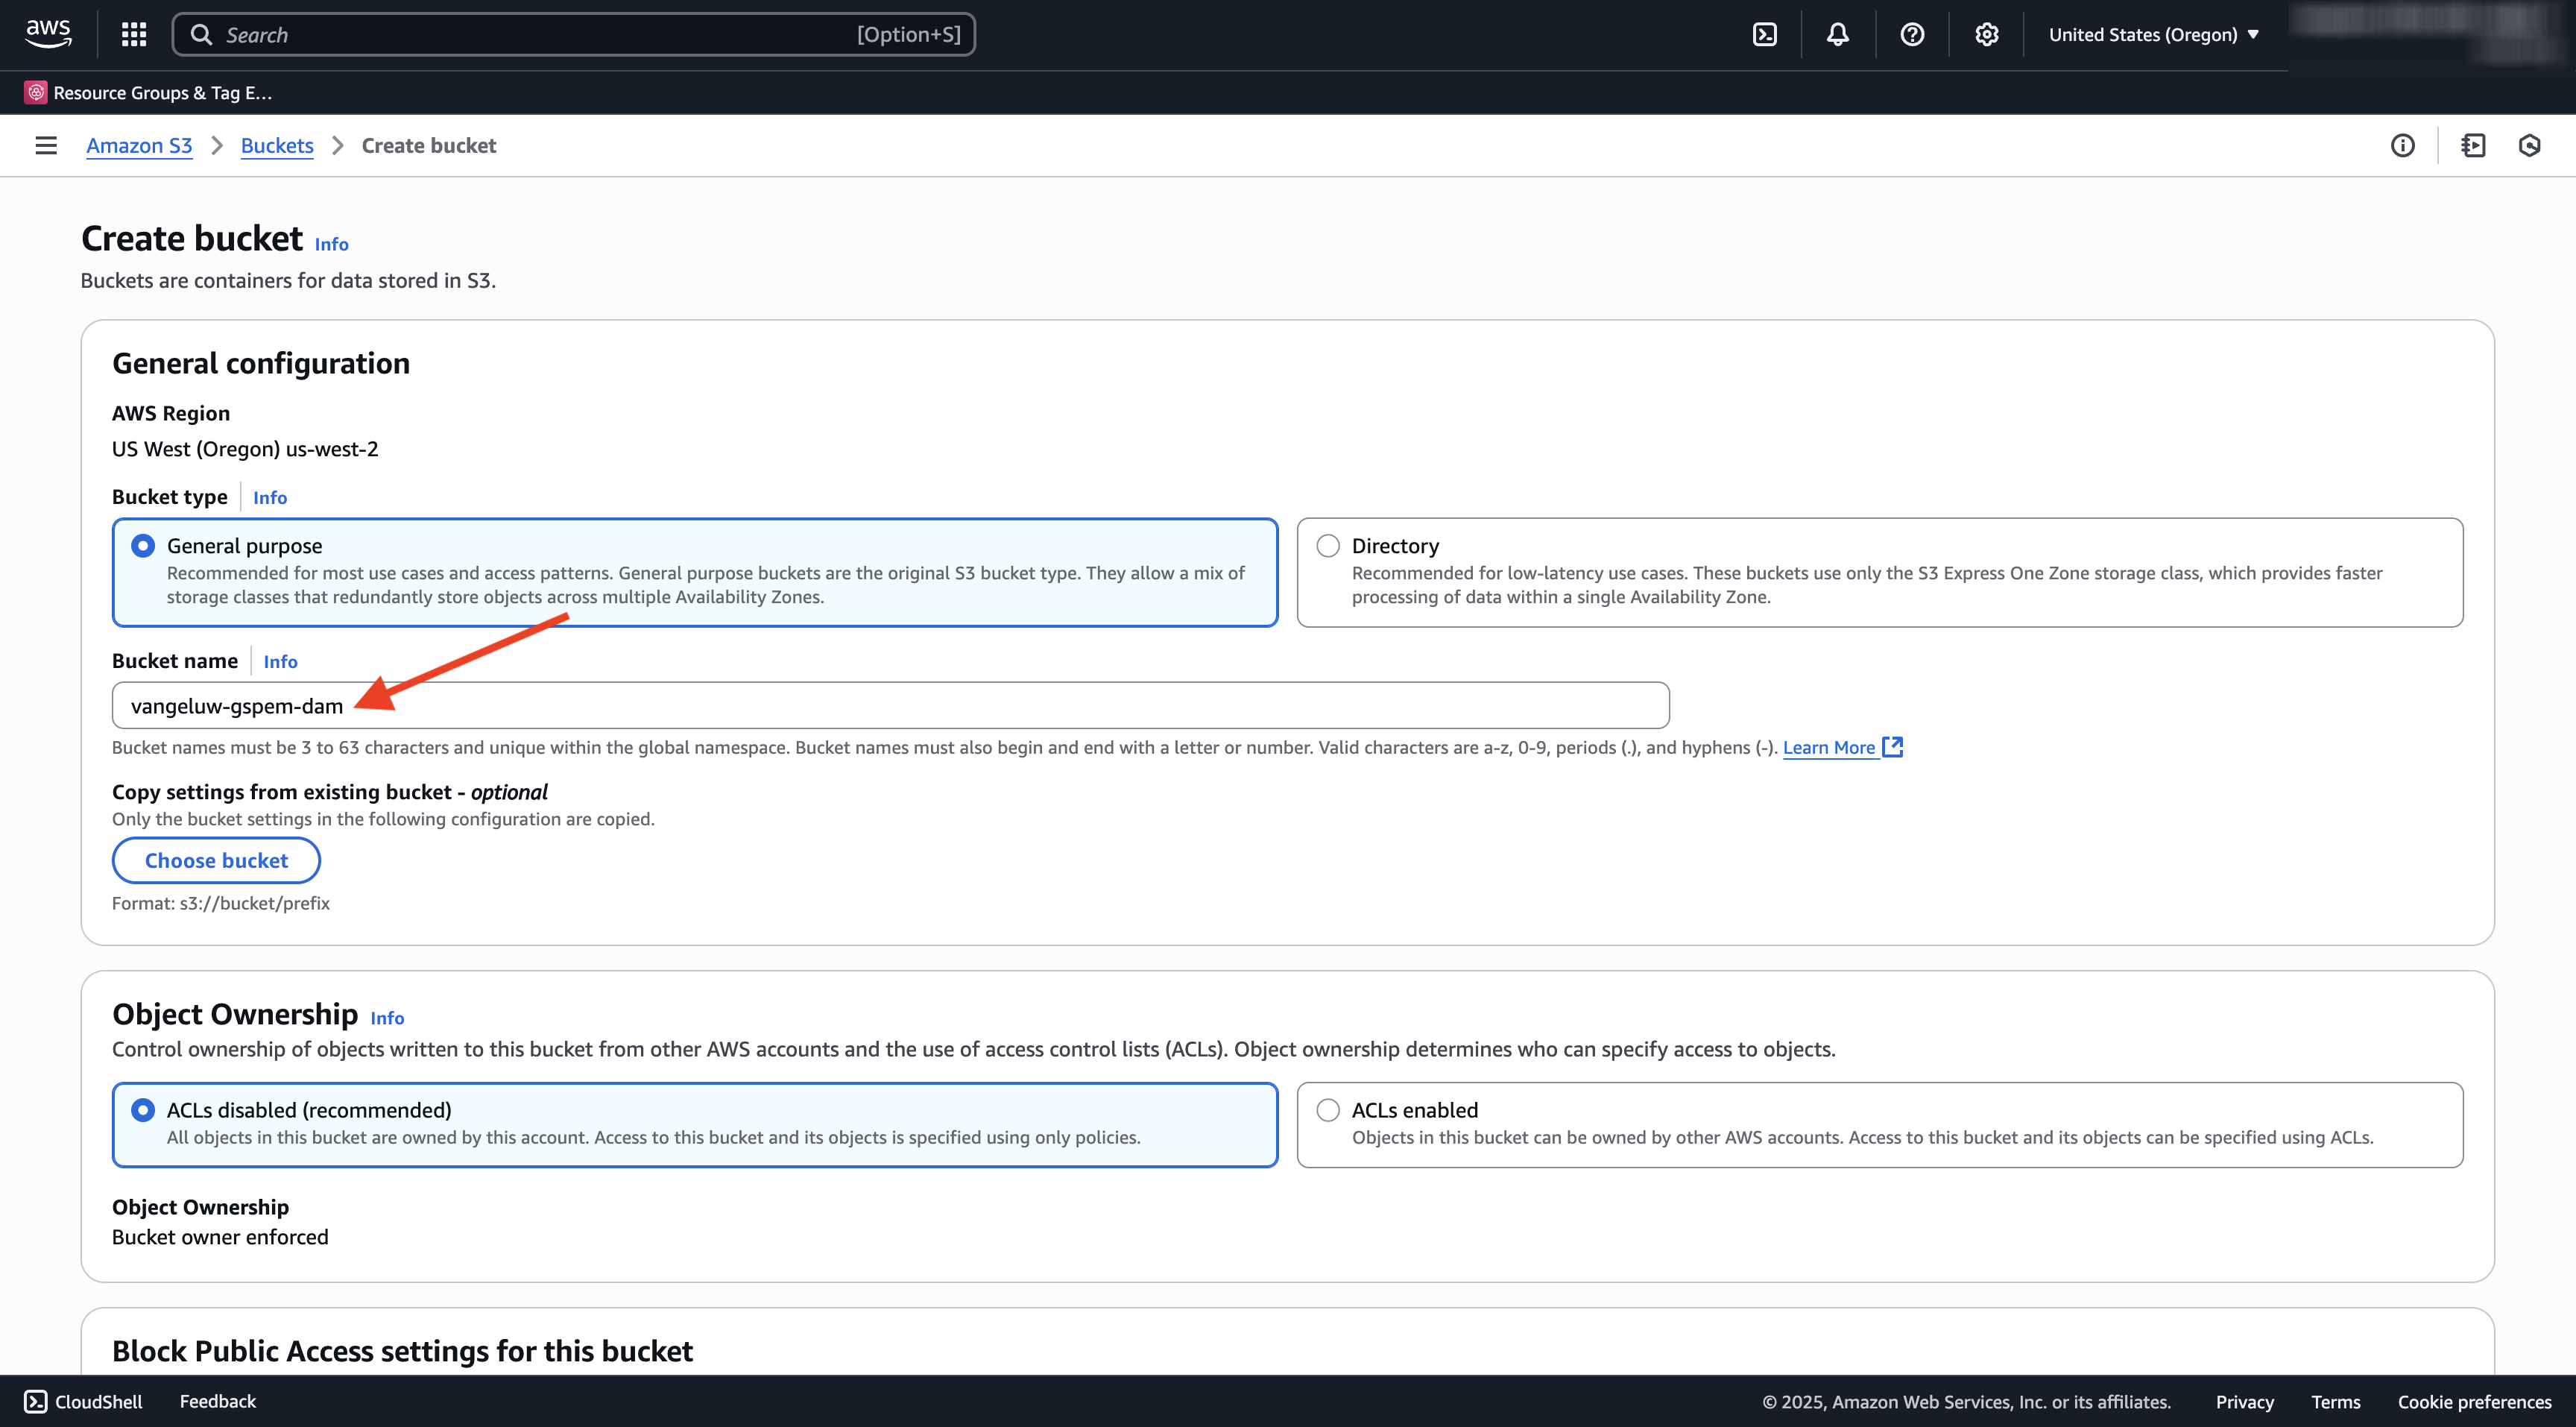 aws
Search [Option+S]
United States (Oregon)
Resource Groups & Tag E...
Amazon S3 Buckets Create bucket
Create bucket Info
Buckets are containers for data stored in S3.
General configuration
AWS Region
US West (Oregon) us-west-2
Bucket type Info
General purpose
Recommended for most use cases and access patterns. General purpose buckets are the original S3 bucket type. They allow a mix of
storage classes that redundantly store objects across multiple Availability Zones.
Directory
Recommended for low-latency use cases. These buckets use only the S3 Express One Zone storage class, which provides faster
processing of data within a single Availability Zone.
Bucket name Info
vangeluw-gspem-dam
Bucket names must be 3 to 63 characters and unique within the global namespace. Bucket names must also begin and end with a letter or number. Valid characters are a-z, 0-9, periods (.), and hyphens (-). Learn More
Copy settings from existing bucket - optional
Only the bucket settings in the following configuration are copied.
Choose bucket
Format: s3://bucket/prefix
Object Ownership Info
Control ownership of objects written to this bucket from other AWS accounts and the use of access control lists (ACLs). Object ownership determines who can specify access to objects.
ACLs disabled (recommended)
All objects in this bucket are owned by this account. Access to this bucket and its objects is specified using only policies.
ACLs enabled
Objects in this bucket can be owned by other AWS accounts. Access to this bucket and its objects can be specified using ACLs.
Object Ownership
Bucket owner enforced
Block Public Access settings for this bucket
CloudShell Feedback © 2025, Amazon Web Services, Inc. or its affiliates. Privacy Terms Cookie preferences